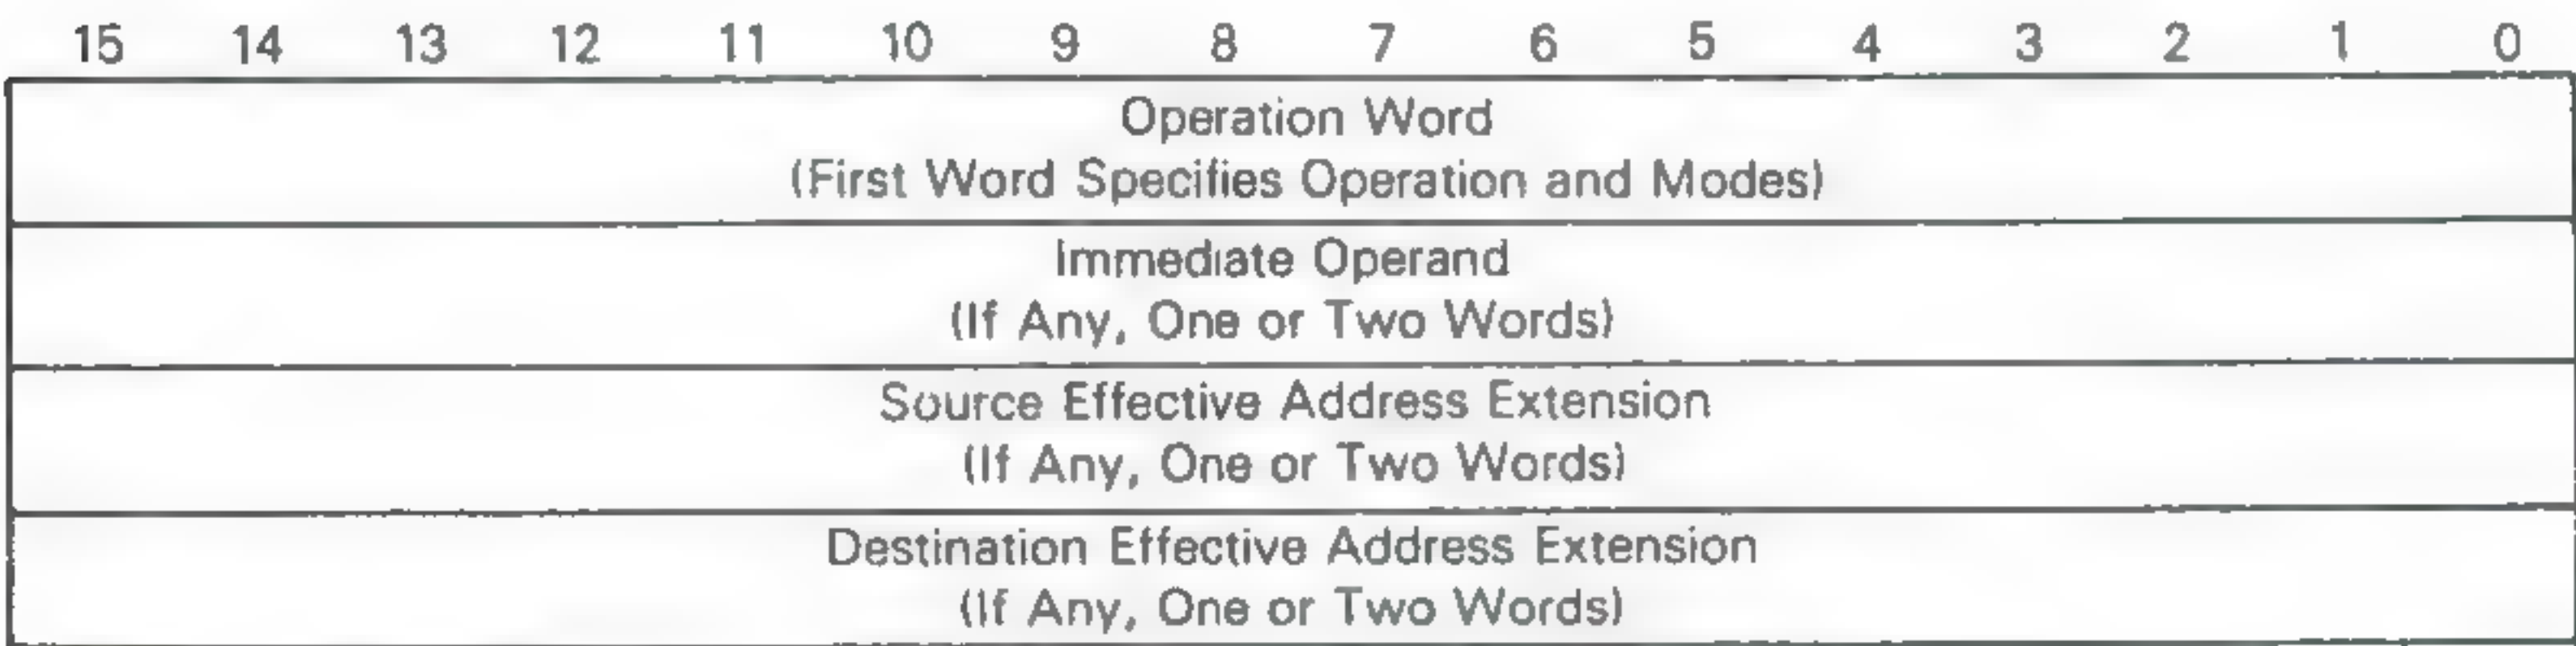 15 14 13 12 11 10 9 8 7 6 5 4 3 2 1 0
Operation Word
(First Word Specifies Operation and Modes)
Immediate Operand
(If Any, One or Two Words)
Source Effective Address Extension
(If Any, One or Two Words)
Destination Effective Address Extension
(If Any, One or Two Words)